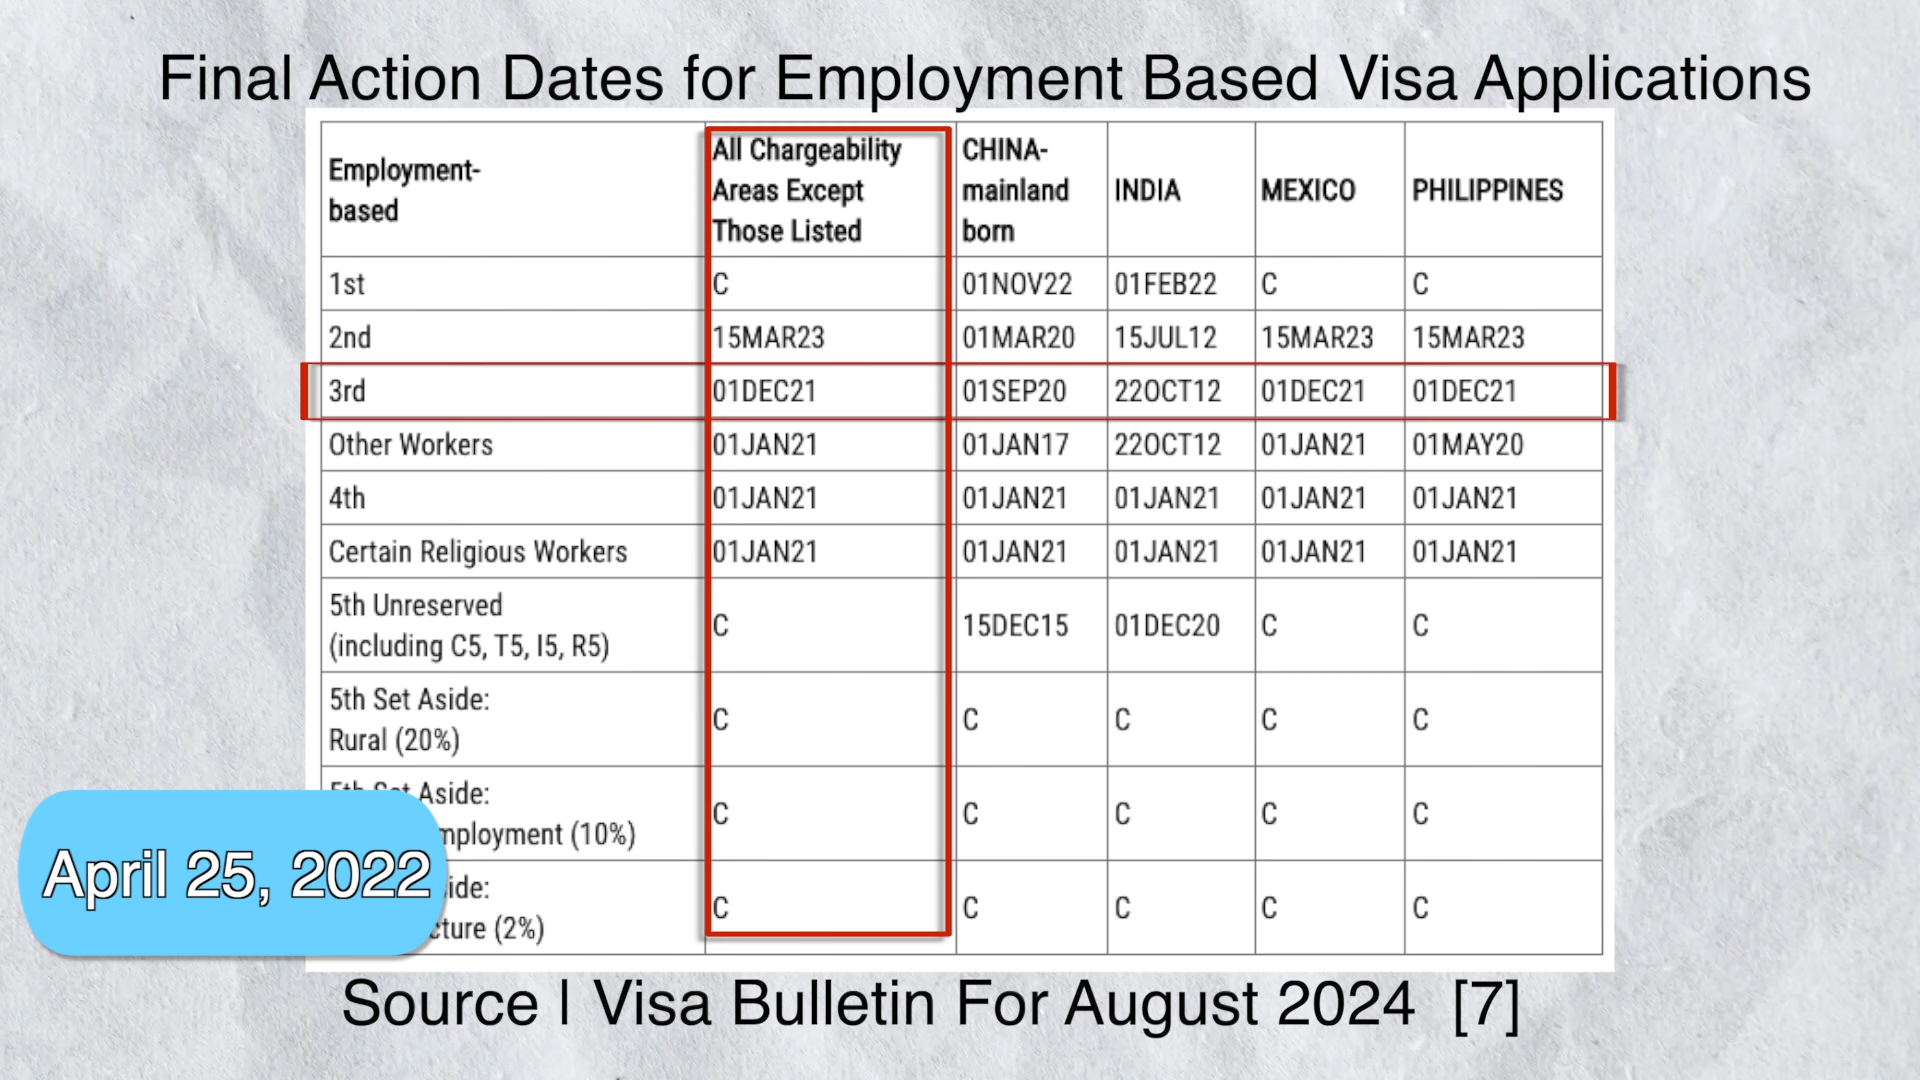 Final Action Dates for Employment Based Visa Applications
Employment-
based
All Chargeability
Areas Except
Those Listed
CHINA-
mainland
born
INDIA
MEXICO
PHILIPPINES
1st C 01NOV22 01FEB22 C C
2nd 15MAR23 01MAR20 15JUL12 15MAR23 15MAR23
3rd 01DEC21 01SEP20 22OCT12 01DEC21 01DEC21
Other Workers 01JAN21 01JAN17 22OCT12 01JAN21 01MAY20
4th 01JAN21 01JAN21 01JAN21 01JAN21 01JAN21
Certain Religious Workers 01JAN21 01JAN21 01JAN21 01JAN21 01JAN21
5th Unreserved
(including C5, T5, I5, R5)
C 15DEC15 01DEC20 C C
5th Set Aside:
Rural (20%)
C C C C C
5th Set Aside:
mployment (10%)
C C C C C
ide:
cture (2%)
C C C C C
April 25, 2022
Source | Visa Bulletin For August 2024 [7]